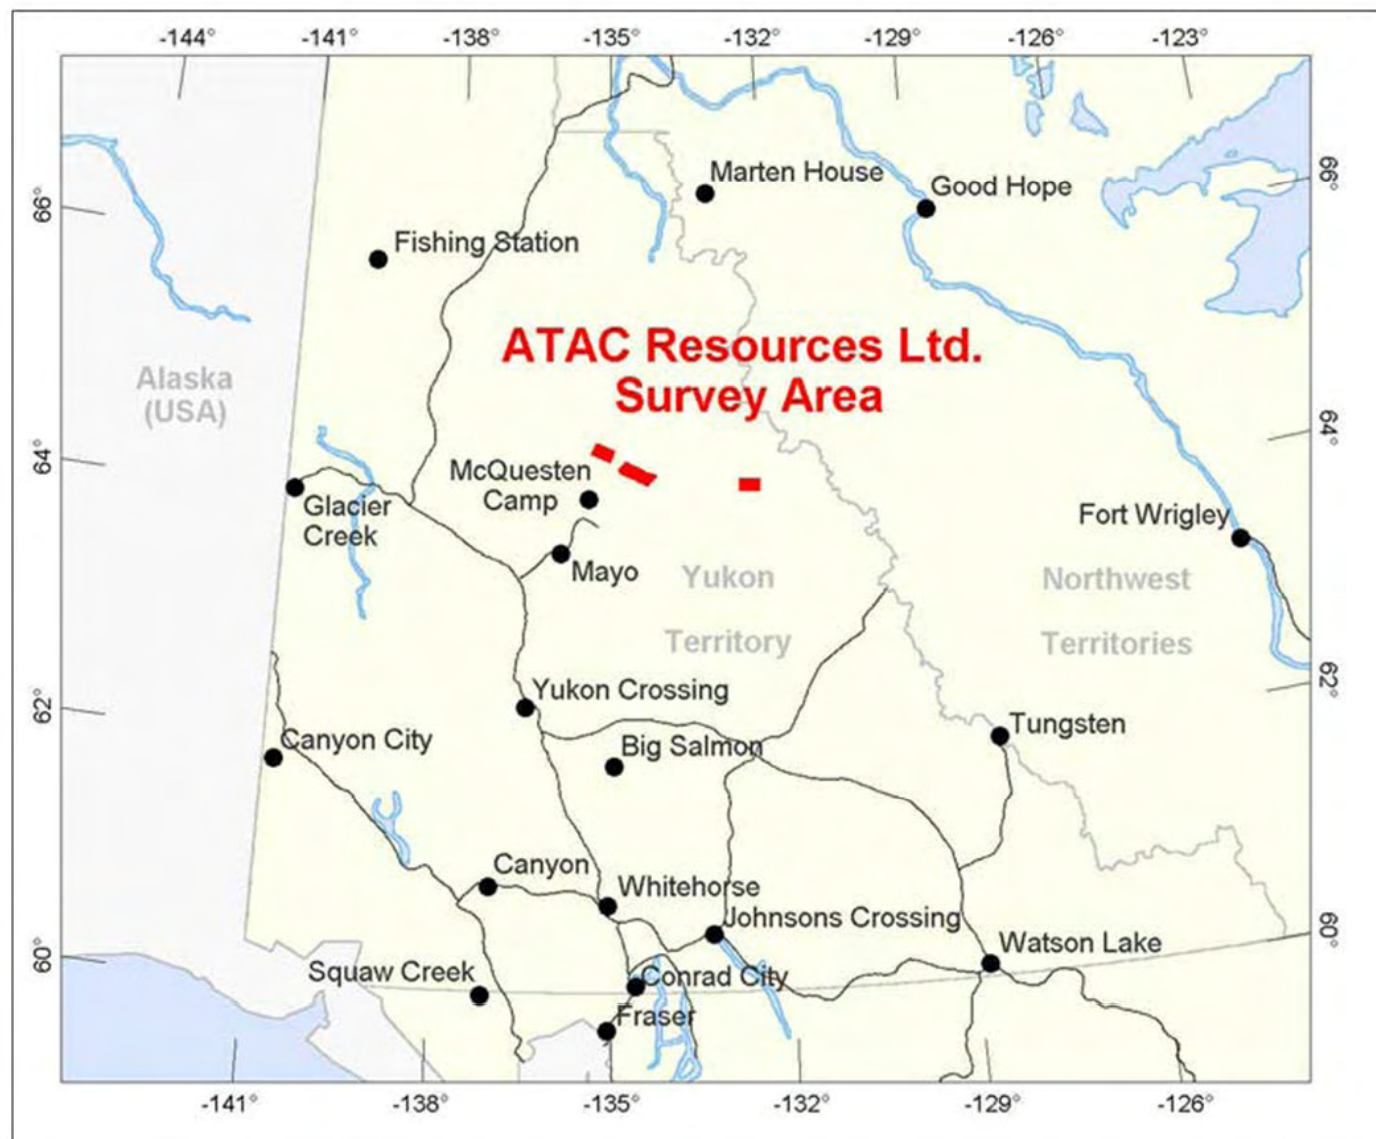 -144° -141° -138° -135° -132° -129° -126° -123°
Marten House
Good Hope
66°
66°
Fishing Station
ATAC Resources Ltd.
Survey Area
Alaska
(USA)
64°
64°
McQuesten
Camp
Glacier
Creek
Fort Wrigley
Mayo
Yukon
Territory
Northwest
Territories
62°
62°
Yukon Crossing
Tungsten
Canyon City
Big Salmon
Canyon
Whitehorse
Johnsons Crossing
60°
60°
Watson Lake
Squaw Creek
Conrad City
Fraser
-141° -138° -135° -132° -129° -126°